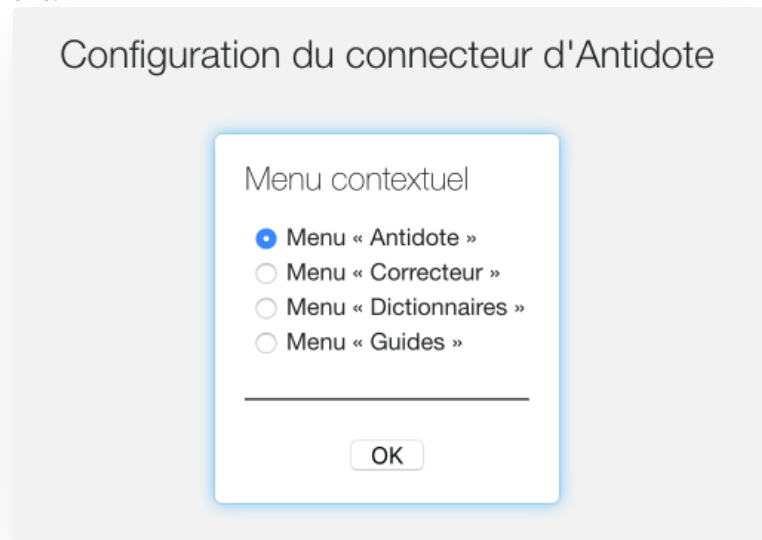 Configuration du connecteur d'Antidote
Menu contextuel
Menu « Antidote »
Menu « Correcteur »
Menu « Dictionnaires »
Menu « Guides »
OK